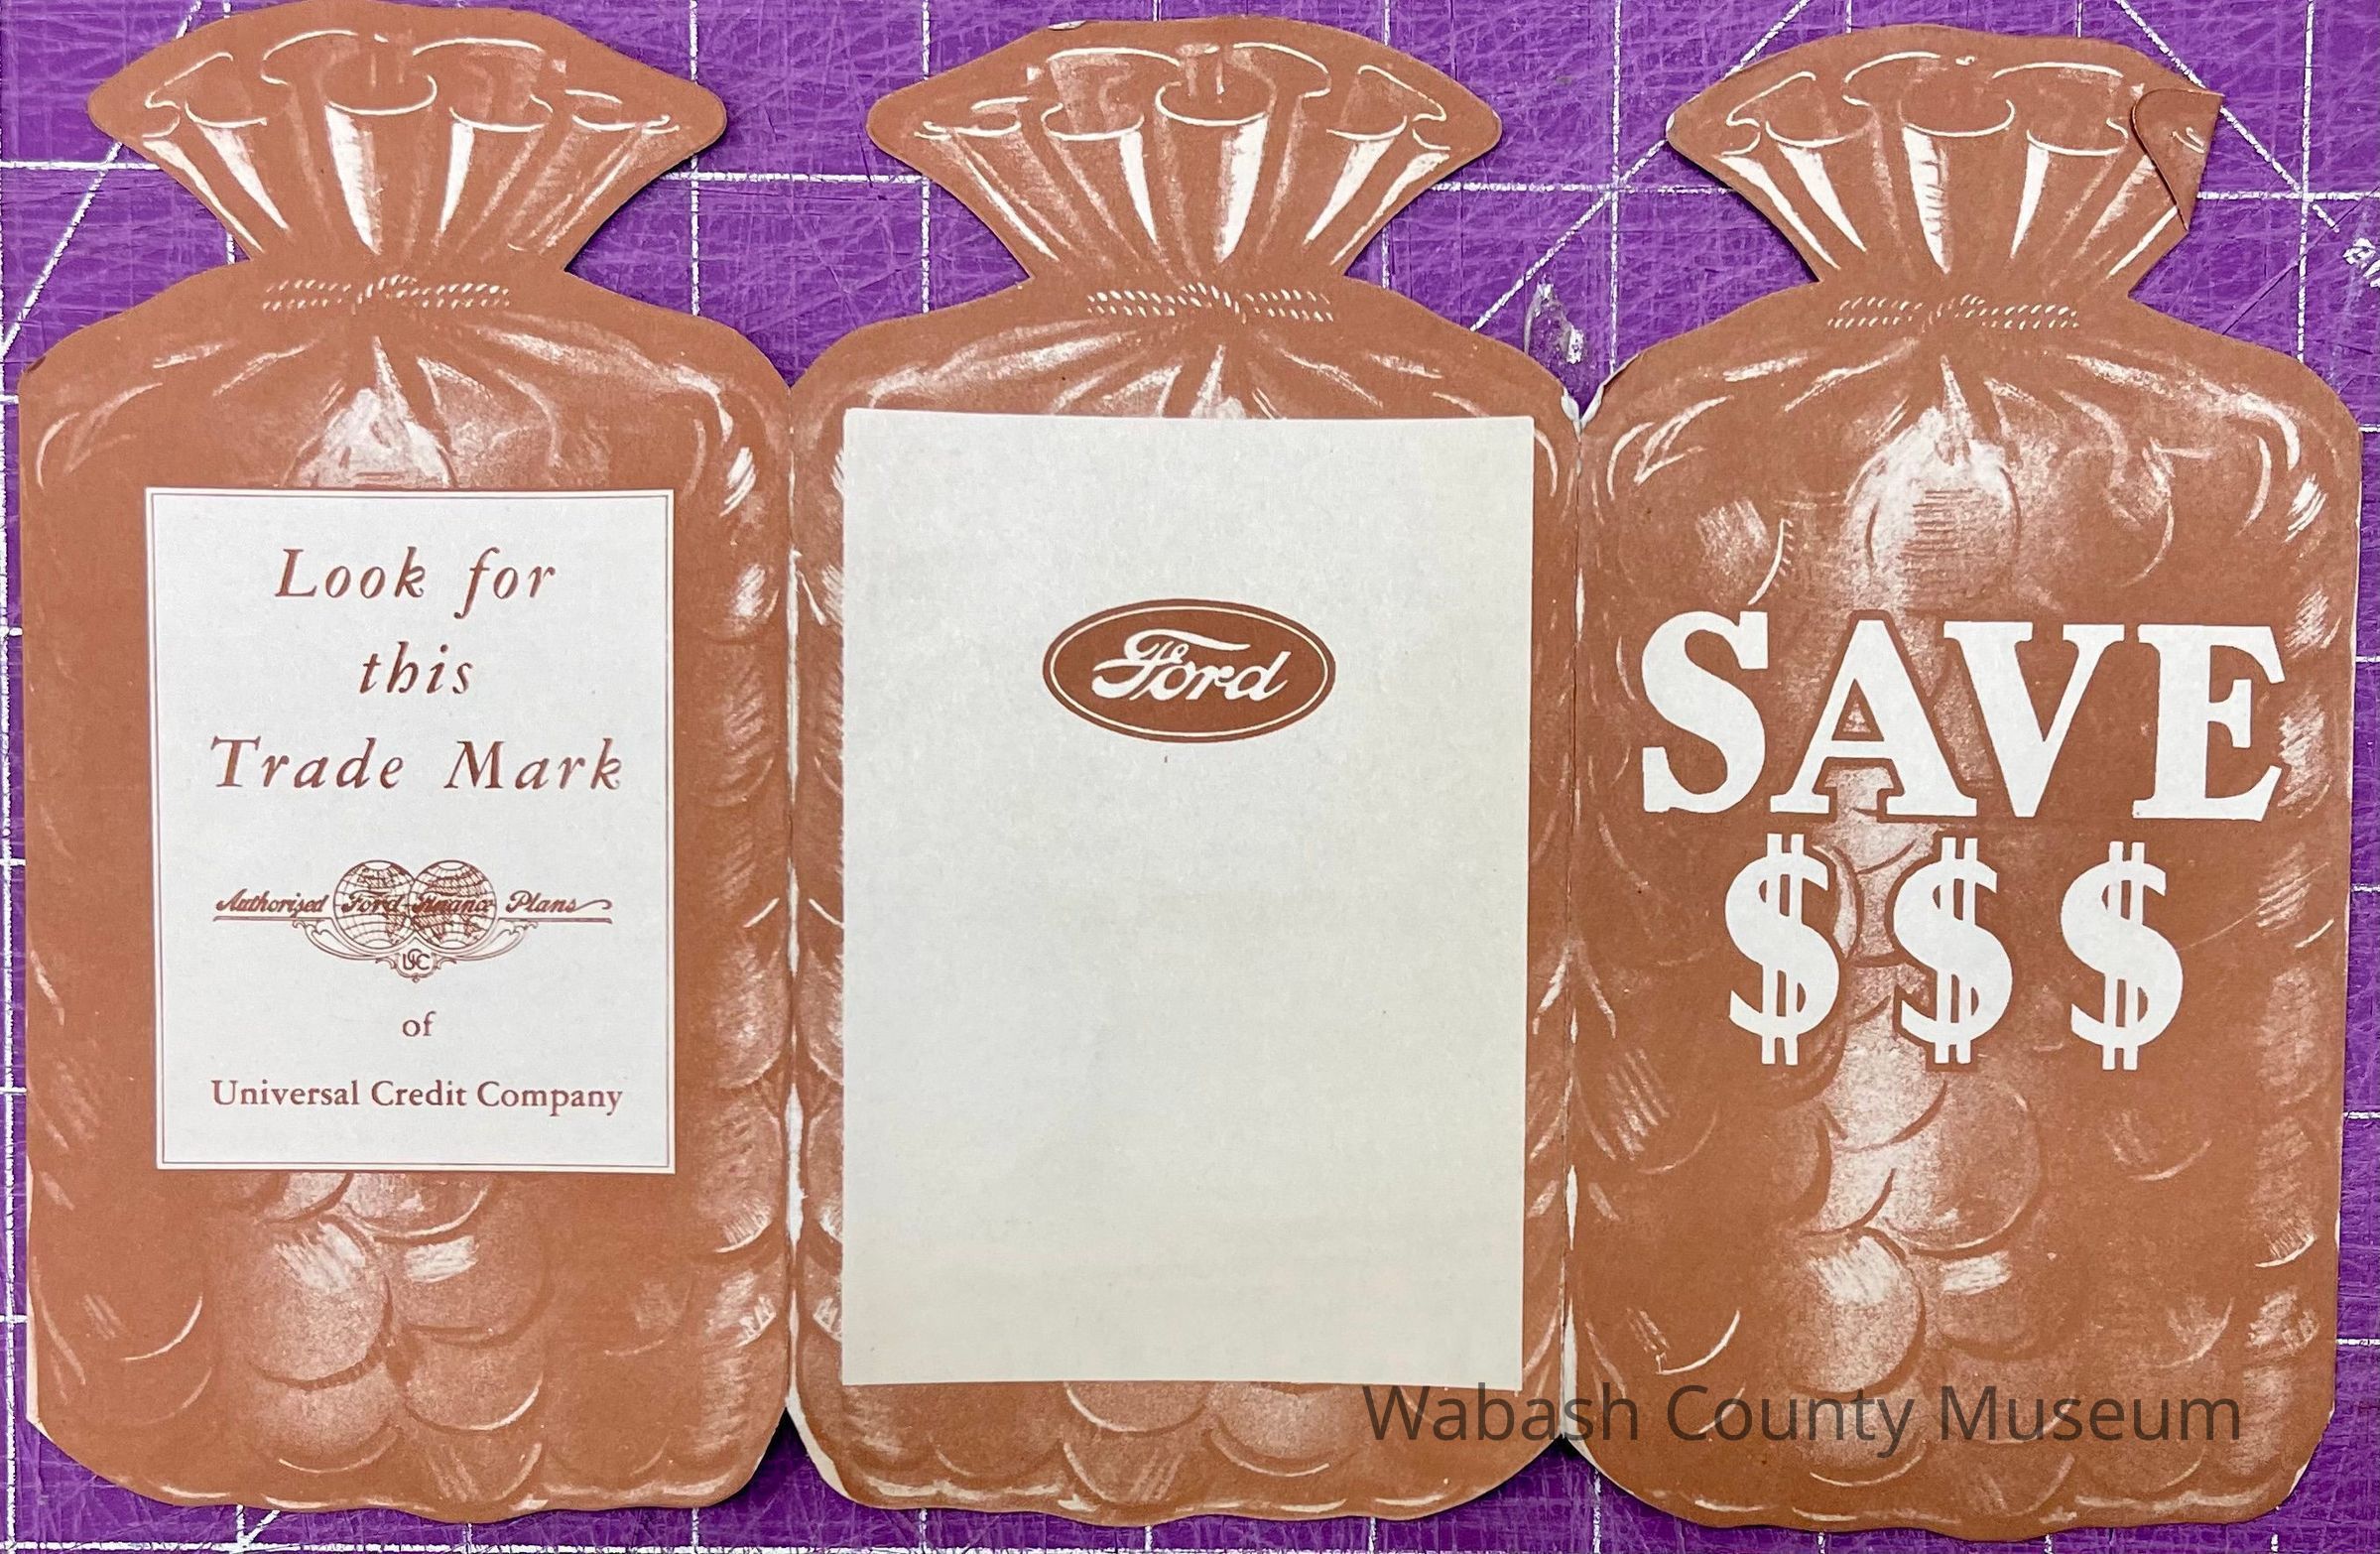 Look for
this
Trade Mark
Authorized Ford Finance Plans
UCC
of
Universal Credit Company
Ford
SAVE
$ $ $
Wabash County Museum